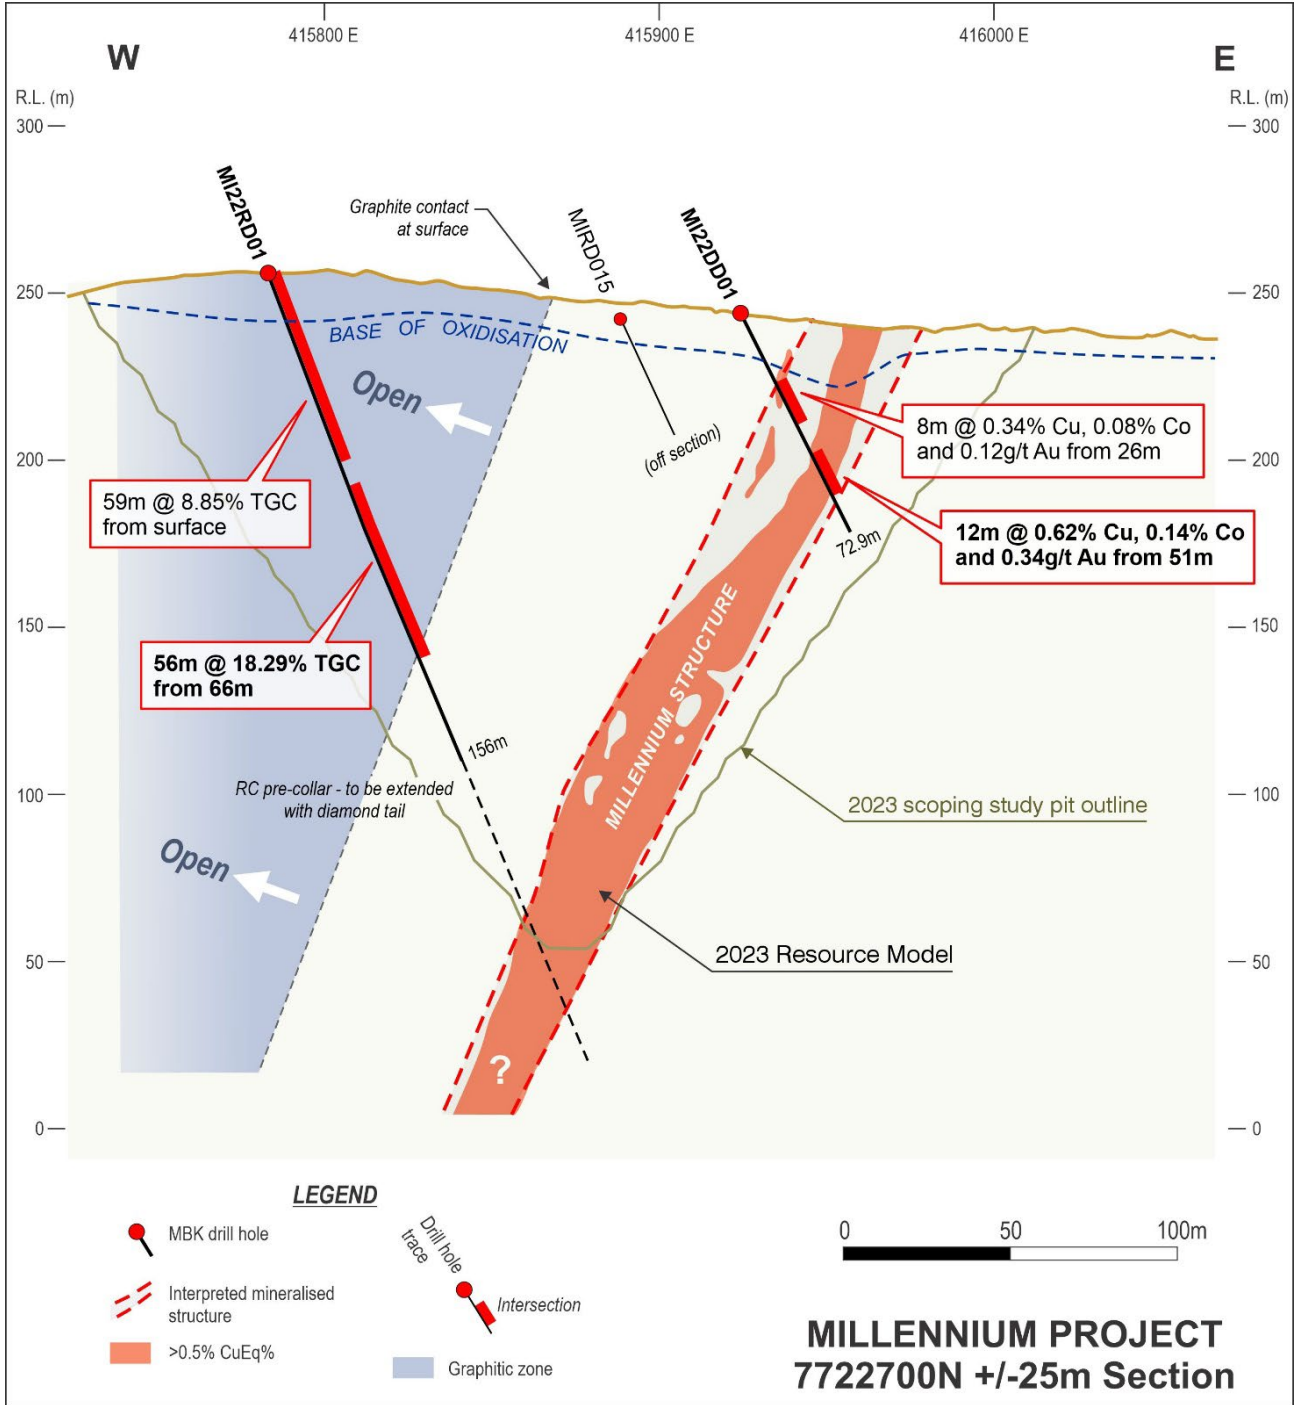 415800 E
415900 E
416000 E
W
E
R.L. (m)
R.L. (m)
300
300
250
250
200
200
150
150
100
100
50
50
0
0
MI22RD01
Graphite contact
at surface
MIRD015
MI22DD01
BASE OF OXIDISATION
Open
(off section)
8m @ 0.34% Cu, 0.08% Co
and 0.12g/t Au from 26m
59m @ 8.85% TGC
from surface
12m @ 0.62% Cu, 0.14% Co
and 0.34g/t Au from 51m
72.9m
56m @ 18.29% TGC
from 66m
MILLENNIUM STRUCTURE
156m
RC pre-collar - to be extended
with diamond tail
2023 scoping study pit outline
Open
2023 Resource Model
?
LEGEND
MBK drill hole
Interpreted mineralised
structure
>0.5% CuEq%
Drill hole
trace
Intersection
Graphitic zone
0
50
100m
MILLENNIUM PROJECT
7722700N +/-25m Section